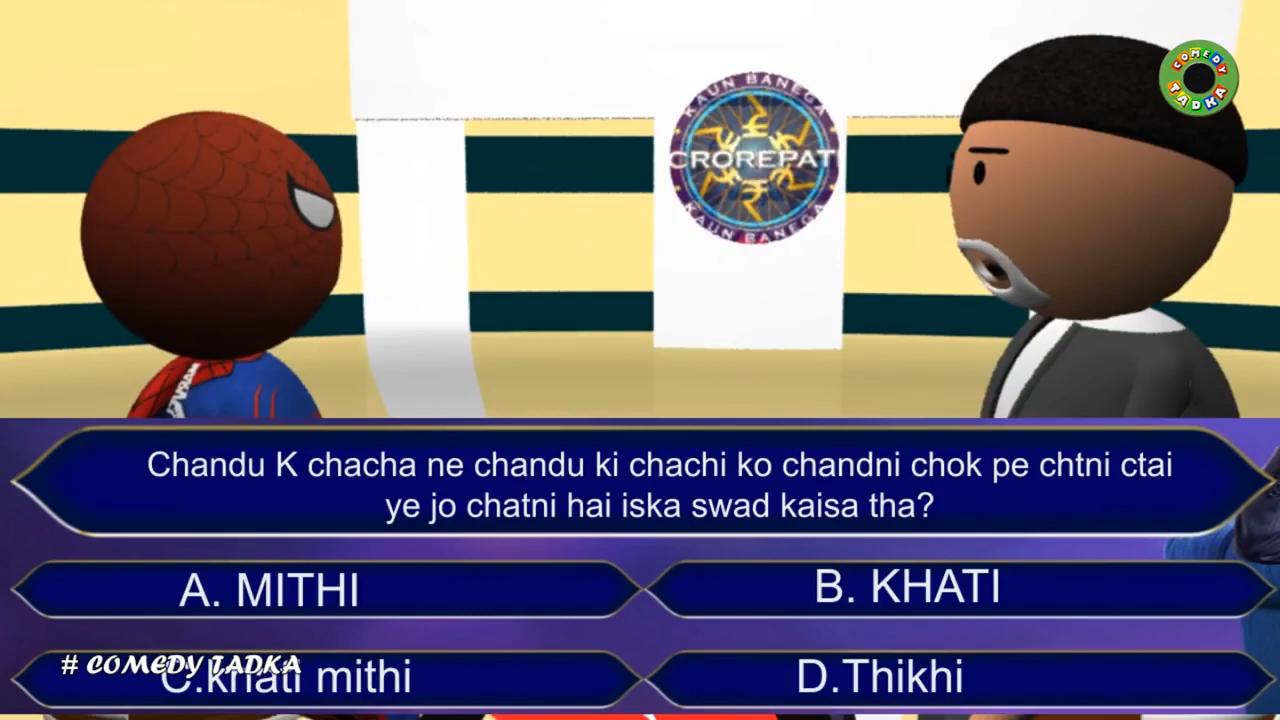 COMEDY TADKA
KAUN BANEGA
CROREPATI
KAUN BANEGA
Chandu K chacha ne chandu ki chachi ko chandni chok pe chtni ctai
ye jo chatni hai iska swad kaisa tha?
A. MITHI
B. KHATI
# COMEDY TADKA
C.khati mithi
D.Thikhi